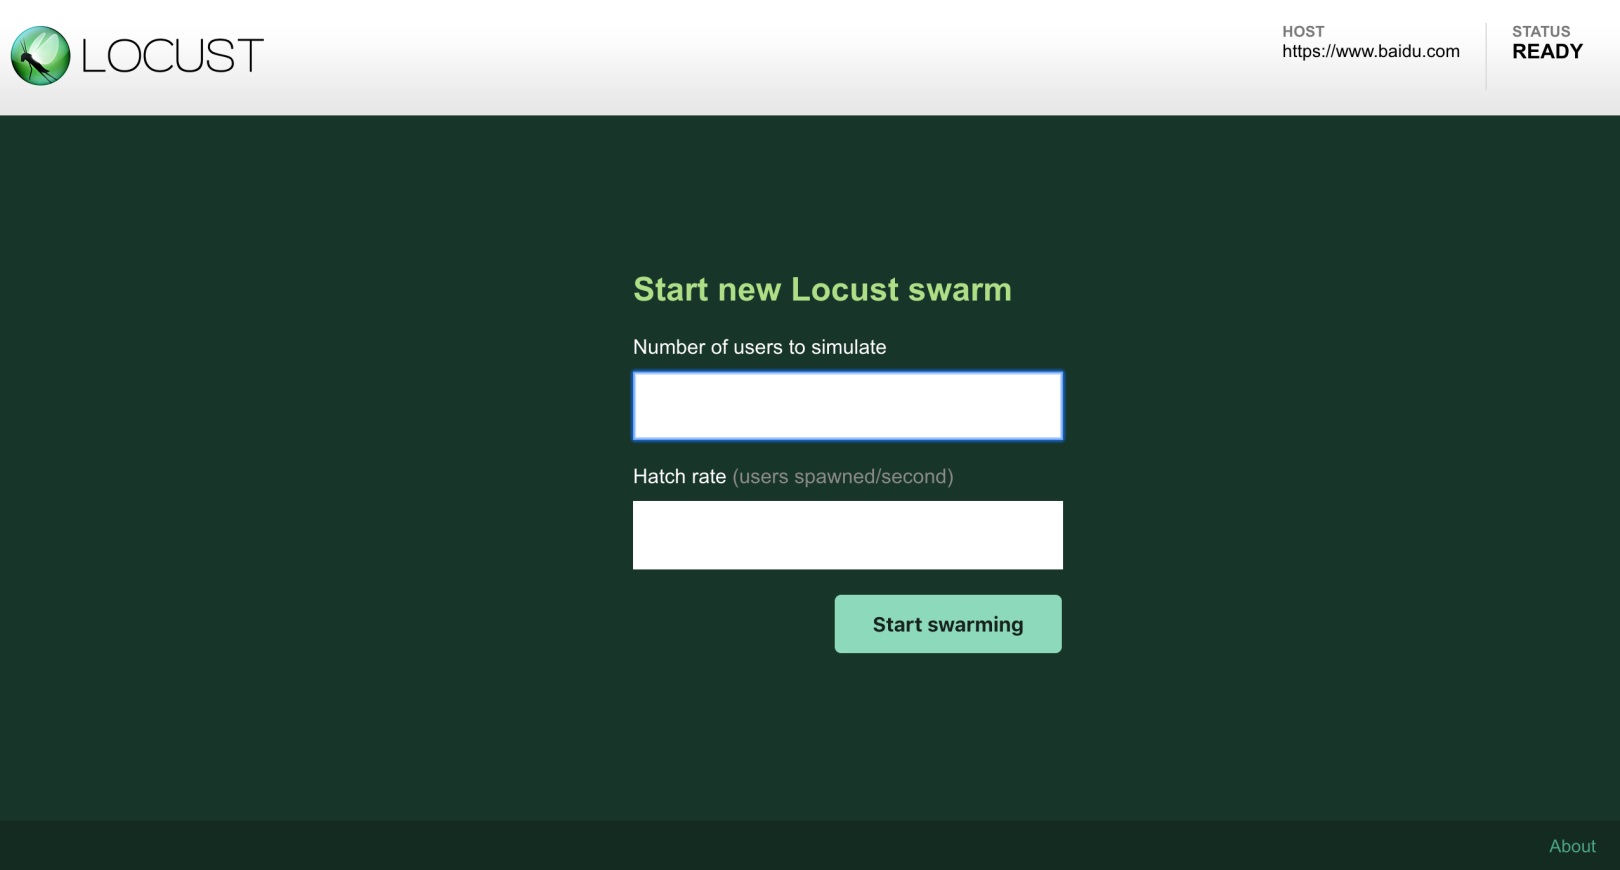 LOCUST
HOST
https://www.baidu.com
STATUS
READY
Start new Locust swarm
Number of users to simulate
Hatch rate (users spawned/second)
Start swarming
About